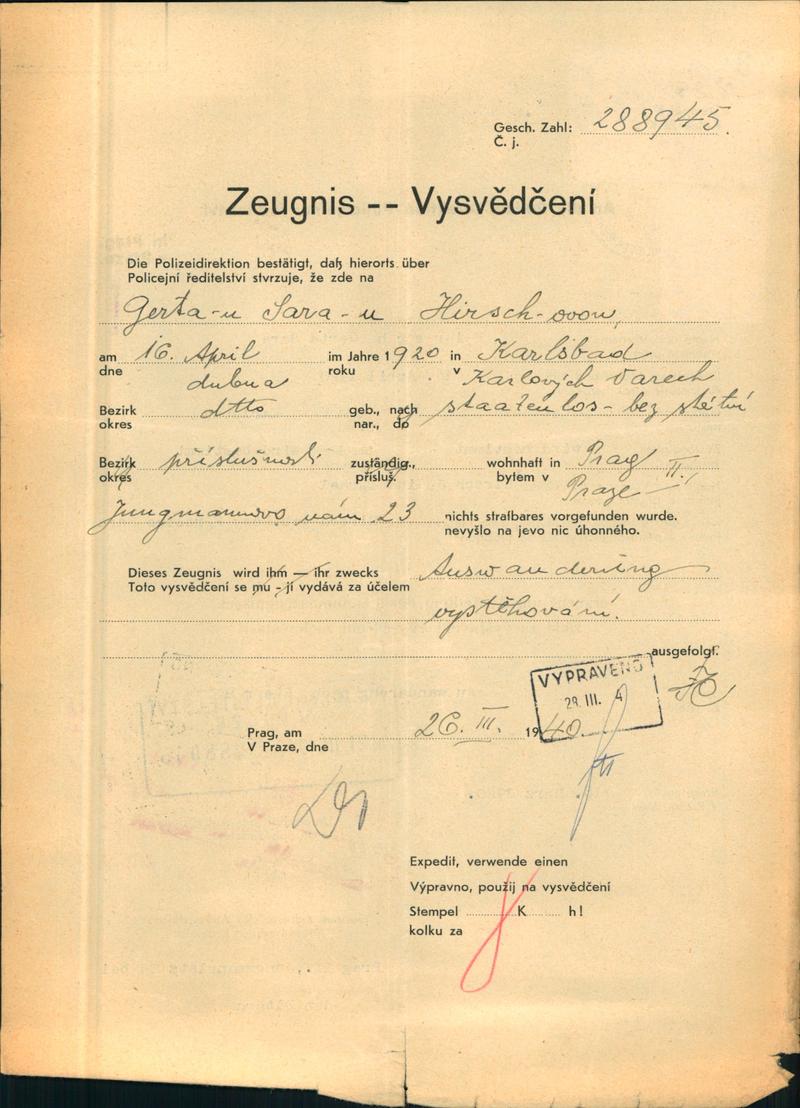 Gesch. Zahl: 288945.
Č. j.
Zeugnis -- Vysvědčení
Die Polizeidirektion bestätigt, daß hierorts über
Policejní ředitelství stvrzuje, že zde na
Gerta-u Sara-u Hirsch-ovou,
am 16. April im Jahre 1920 in Karlsbad
dne dubna roku v Karlových Varech
Bezirk dtto geb., nach staatenlos - bez státní
okres nar., do
Bezirk příslušnosti zuständig., wohnhaft in Prag II.,
okres přísluš. bytem v Praze
Jungmannovo nám 23 nichts strafbares vorgefunden wurde.
nevyšlo na jevo nic úhonného.
Dieses Zeugnis wird ihm — ihr zwecks Auswanderung
Toto vysvědčení se mu - jí vydává za účelem
vystěhování.
ausgefolgt.
VYPRAVENO
29. III. 4
Prag, am 26. III. 1940.
V Praze, dne
Expedit, verwende einen
Výpravno, použij na vysvědčení
Stempel K h!
kolku za